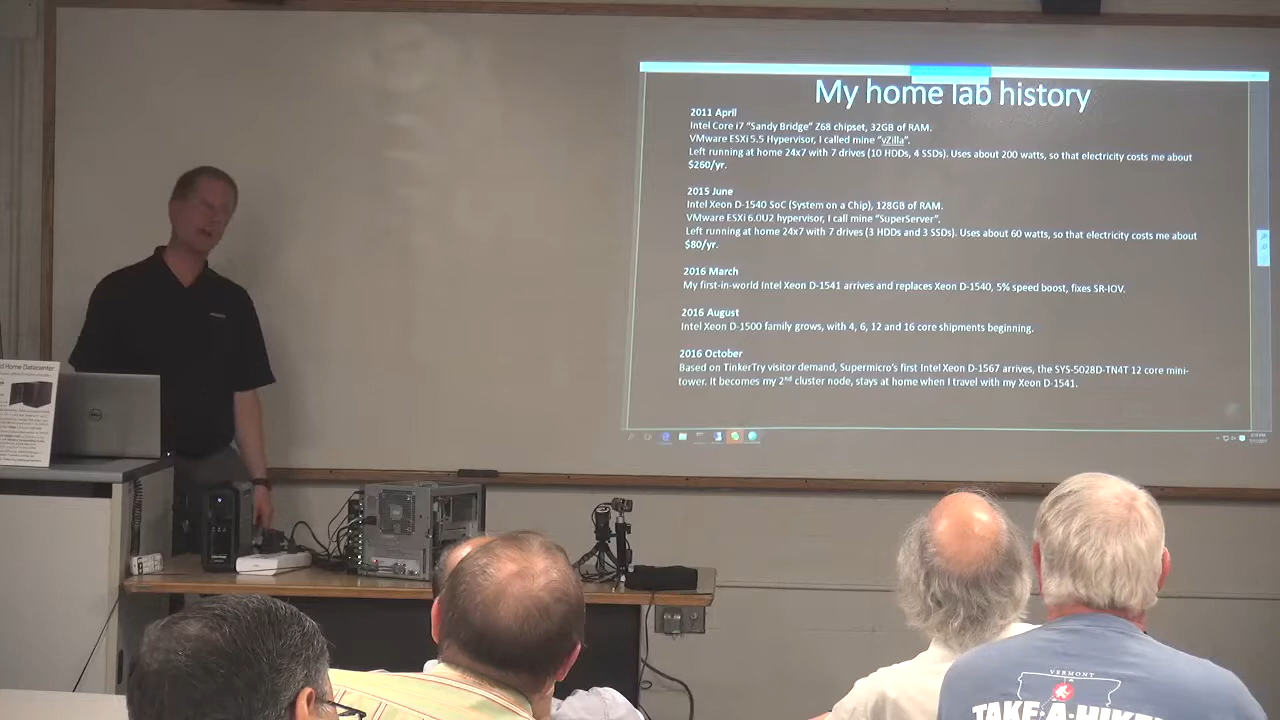 My home lab history
2011 April
Intel Core i7 "Sandy Bridge" Z68 chipset, 32GB of RAM.
VMware ESXi 5.5 Hypervisor, I called mine "vZilla".
Left running at home 24x7 with 7 drives (10 HDDs, 4 SSDs). Uses about 200 watts, so that electricity costs me about
$260/yr.
2015 June
Intel Xeon D-1540 SoC (System on a Chip), 128GB of RAM.
VMware ESXi 6.0U2 hypervisor, I call mine "SuperServer".
Left running at home 24x7 with 7 drives (3 HDDs and 3 SSDs). Uses about 60 watts, so that electricity costs me about
$80/yr.
2016 March
My first-in-world Intel Xeon D-1541 arrives and replaces Xeon D-1540, 5% speed boost, fixes SR-IOV.
2016 August
Intel Xeon D-1500 family grows, with 4, 6, 12 and 16 core shipments beginning.
2016 October
Based on TinkerTry visitor demand, Supermicro's first Intel Xeon D-1567 arrives, the SYS-5028D-TN4T 12 core mini-
tower. It becomes my 2nd cluster node, stays at home when I travel with my Xeon D-1541.
Home Datacenter
DELL
VERMONT
TAKE-A-HIKE